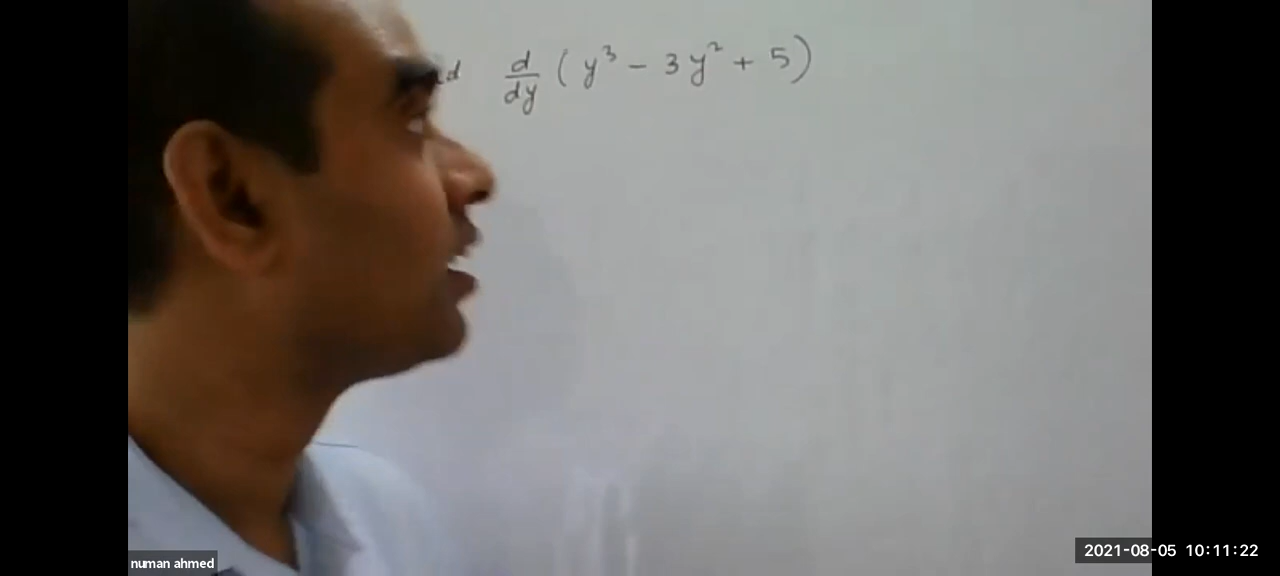 d/dy ( y³ - 3y² + 5)
numan ahmed
2021-08-05 10:11:22